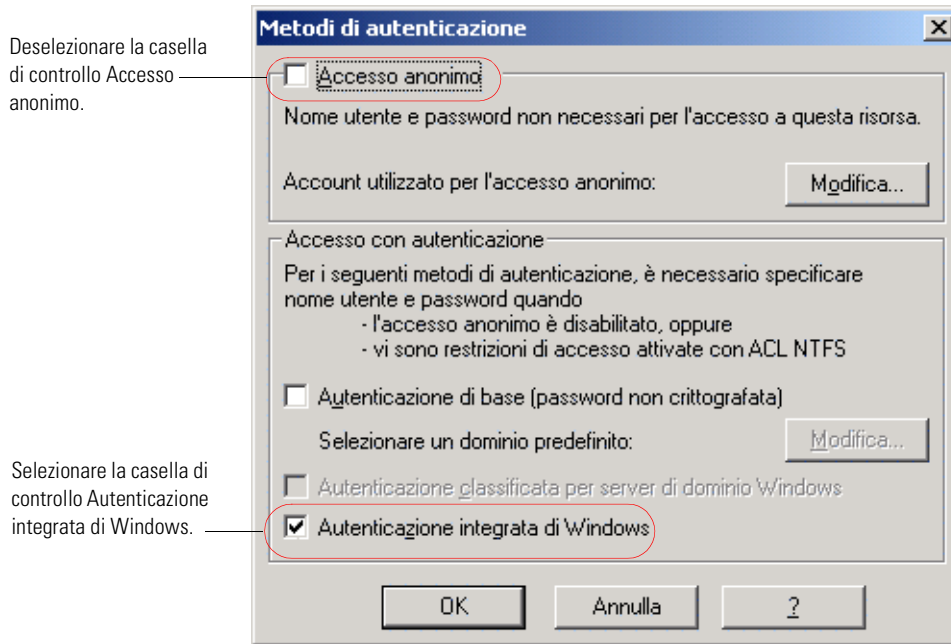 Deselezionare la casella
di controllo Accesso
anonimo.
Metodi di autenticazione
Accesso anonimo
Nome utente e password non necessari per l'accesso a questa risorsa.
Account utilizzato per l'accesso anonimo:
Modifica...
Accesso con autenticazione
Per i seguenti metodi di autenticazione, è necessario specificare
nome utente e password quando
- l'accesso anonimo è disabilitato, oppure
- vi sono restrizioni di accesso attivate con ACL NTFS
Autenticazione di base (password non crittografata)
Selezionare un dominio predefinito:
Modifica...
Autenticazione classificata per server di dominio Windows
Selezionare la casella di
controllo Autenticazione
integrata di Windows.
Autenticazione integrata di Windows
OK
Annulla
?